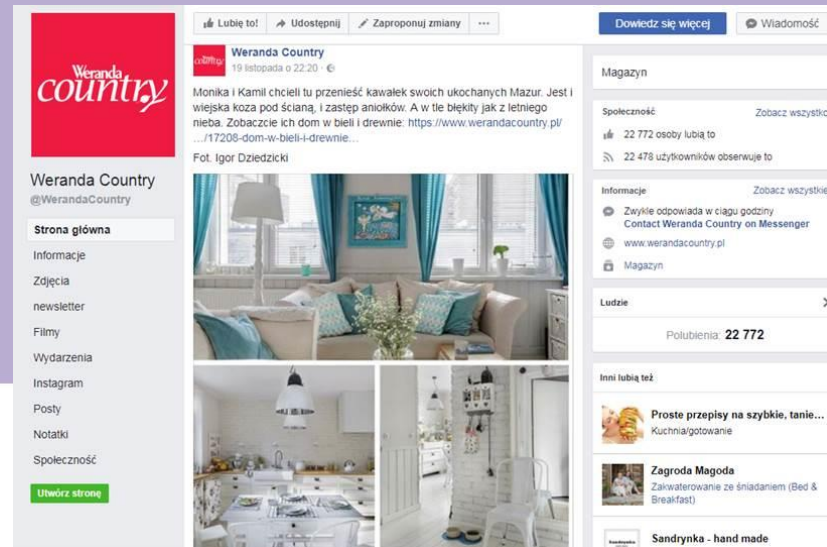 Weranda
country
Weranda Country
@WerandaCountry
Strona główna
Informacje
Zdjęcia
newsletter
Filmy
Wydarzenia
Instagram
Posty
Notatki
Społeczność
Utwórz stronę
Lubię to!
Udostępnij
Zaproponuj zmiany
Dowiedz się więcej
Wiadomość
Weranda Country
19 listopada o 22:20 ·
Monika i Kamil chcieli tu przenieść kawałek swoich ukochanych Mazur. Jest i
wiejska koza pod ścianą, i zastęp aniołków. A w tle błękity jak z letniego
nieba. Zobaczcie ich dom w bieli i drewnie: https://www.werandacountry.pl/
.../17208-dom-w-bieli-i-drewnie...
Fot. Igor Dziedzicki
Magazyn
Społeczność
Zobacz wszystko
22 772 osoby lubią to
22 478 użytkowników obserwuje to
Informacje
Zobacz wszystkie
Zwykle odpowiada w ciągu godziny
Contact Weranda Country on Messenger
www.werandacountry.pl
Magazyn
Ludzie
Polubienia: 22 772
Inni lubią też
Proste przepisy na szybkie, tanie...
Kuchnia/gotowanie
Zagroda Magoda
Zakwaterowanie ze śniadaniem (Bed &
Breakfast)
Sandrynka - hand made